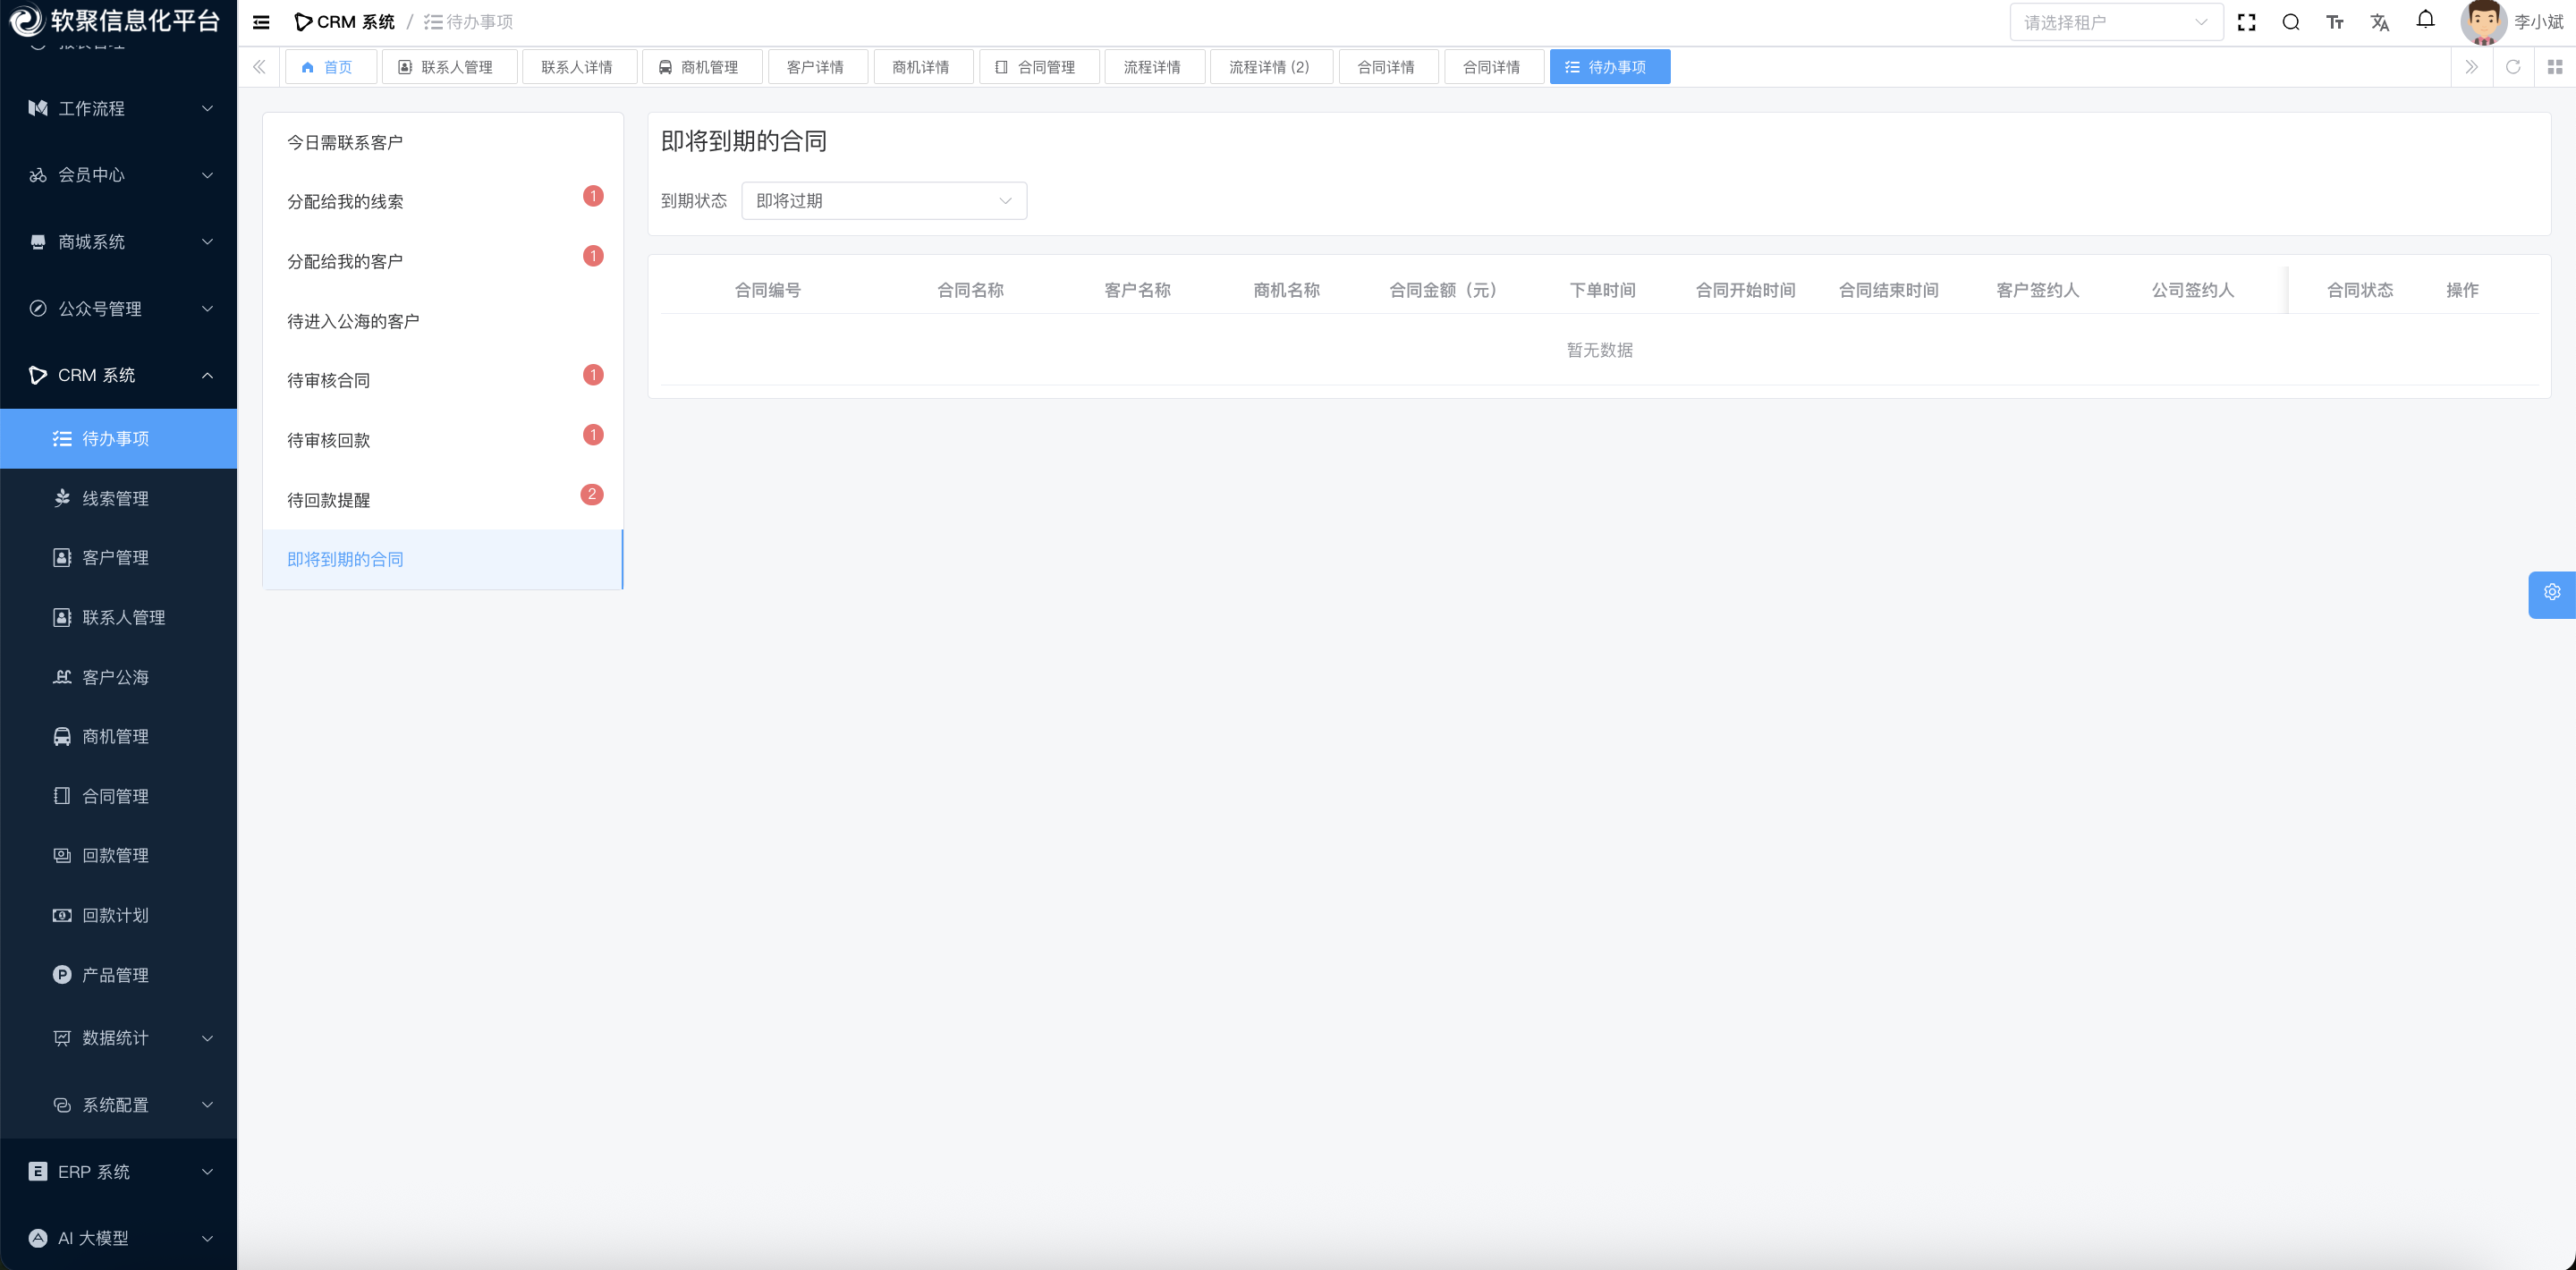 软聚信息化平台
CRM 系统 / 待办事项
请选择租户
李小斌
首页
联系人管理
联系人详情
商机管理
客户详情
商机详情
合同管理
流程详情
流程详情 (2)
合同详情
合同详情
待办事项
工作流程
会员中心
商城系统
公众号管理
CRM 系统
待办事项
线索管理
客户管理
联系人管理
客户公海
商机管理
合同管理
回款管理
回款计划
产品管理
数据统计
系统配置
ERP 系统
AI 大模型
今日需联系客户
分配给我的线索 1
分配给我的客户 1
待进入公海的客户
待审核合同 1
待审核回款 1
待回款提醒 2
即将到期的合同
即将到期的合同
到期状态 即将过期
合同编号 合同名称 客户名称 商机名称 合同金额（元） 下单时间 合同开始时间 合同结束时间 客户签约人 公司签约人 合同状态 操作
暂无数据